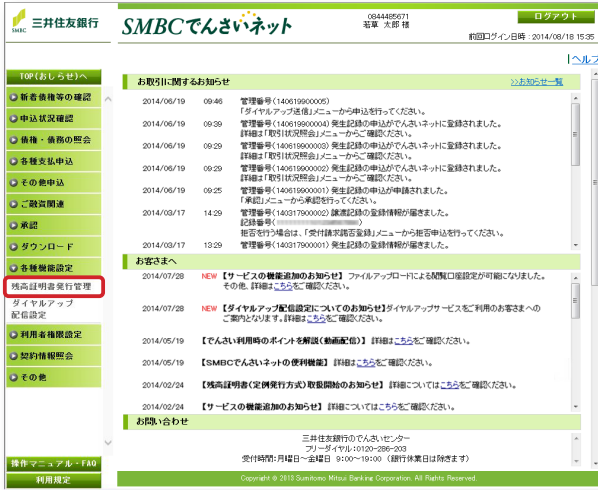 SMBC 三井住友銀行
SMBCでんさいネット
0844485671
若草 太郎 様
ログアウト
前回ログイン日時：2014/08/18 15:35
ヘルプ
TOP(おしらせ)へ
新着債権等の確認
申込状況確認
債権・債務の照会
各種支払申込
その他申込
ご融資関連
承認
ダウンロード
各種機能設定
残高証明書発行管理
ダイヤルアップ
配信設定
利用者権限設定
契約情報照会
その他
操作マニュアル・FAQ
利用規定
お取引に関するお知らせ
>>お知らせ一覧
2014/06/19 09:46 管理番号(140619900005)
「ダイヤルアップ送信」メニューから申込を行ってください。
2014/06/19 09:39 管理番号(140619900004) 発生記録の申込がでんさいネットに登録されました。
詳細は「取引状況照会」メニューからご確認ください。
2014/06/19 09:29 管理番号(140619900003) 発生記録の申込がでんさいネットに登録されました。
詳細は「取引状況照会」メニューからご確認ください。
2014/06/19 09:29 管理番号(140619900002) 発生記録の申込がでんさいネットに登録されました。
詳細は「取引状況照会」メニューからご確認ください。
2014/06/19 09:25 管理番号(140619900001) 発生記録の申込が申請されました。
「承認」メニューから承認を行ってください。
2014/03/17 14:29 管理番号(140317900002) 譲渡記録の登録情報が届きました。
記録番号(
拒否を行う場合は、「受付請求諾否登録」メニューから拒否申込を行ってください。
2014/03/17 13:29 管理番号(140317900001) 発生記録の登録情報が届きました。
お客さまへ
2014/07/28 NEW 【サービスの機能追加のお知らせ】 ファイルアップロードによる閲覧口座設定が可能になりました。
その他、詳細はこちらをご確認ください。
2014/07/28 NEW 【ダイヤルアップ配信設定についてのお知らせ】ダイヤルアップサービスをご利用のお客さまへの
ご案内となります。詳細はこちらをご確認ください。
2014/05/19 【でんさい利用時のポイントを解説(動画配信)】 詳細はこちらをご確認ください。
2014/05/19 【SMBCでんさいネットの便利機能】 詳細はこちらをご確認ください。
2014/02/24 【残高証明書(定例発行方式)取扱開始のお知らせ】 詳細についてはこちらをご確認ください。
2014/02/24 【サービスの機能追加のお知らせ】 詳細についてはこちらをご確認ください。
お問い合わせ
三井住友銀行のでんさいセンター
フリーダイヤル：0120-286-203
受付時間：月曜日～金曜日 9:00～19:00 (銀行休業日は除きます)
Copyright © 2013 Sumitomo Mitsui Banking Corporation. All Rights Reserved.